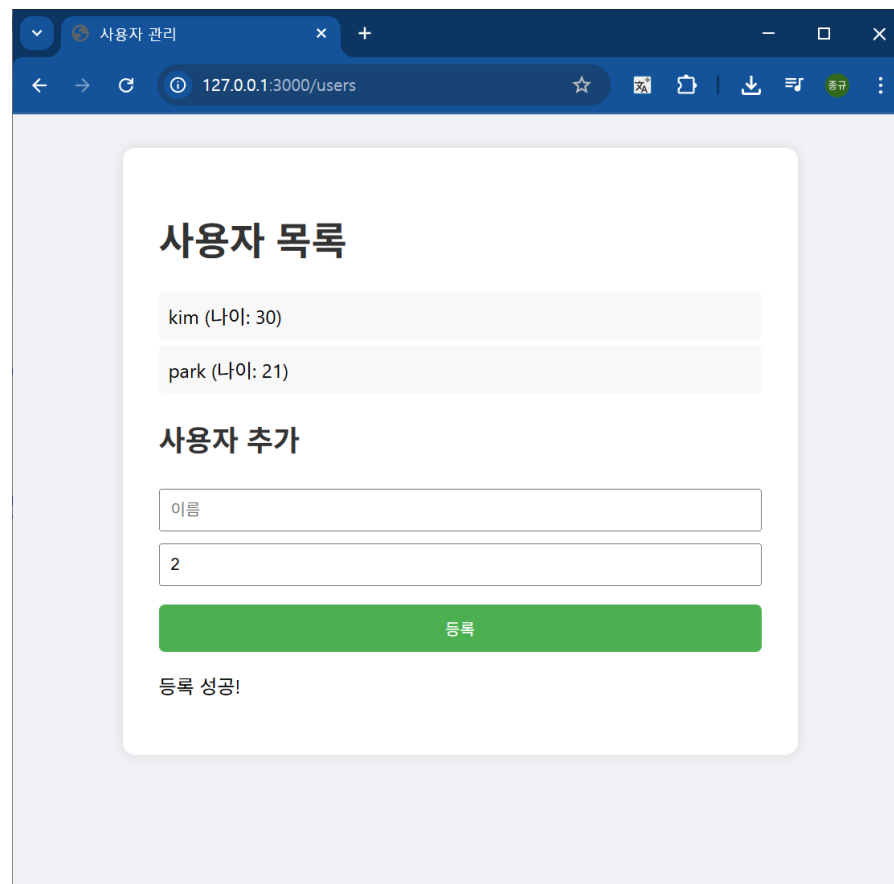 사용자 관리
127.0.0.1:3000/users
종규
사용자 목록
kim (나이: 30)
park (나이: 21)
사용자 추가
이름
2
등록
등록 성공!